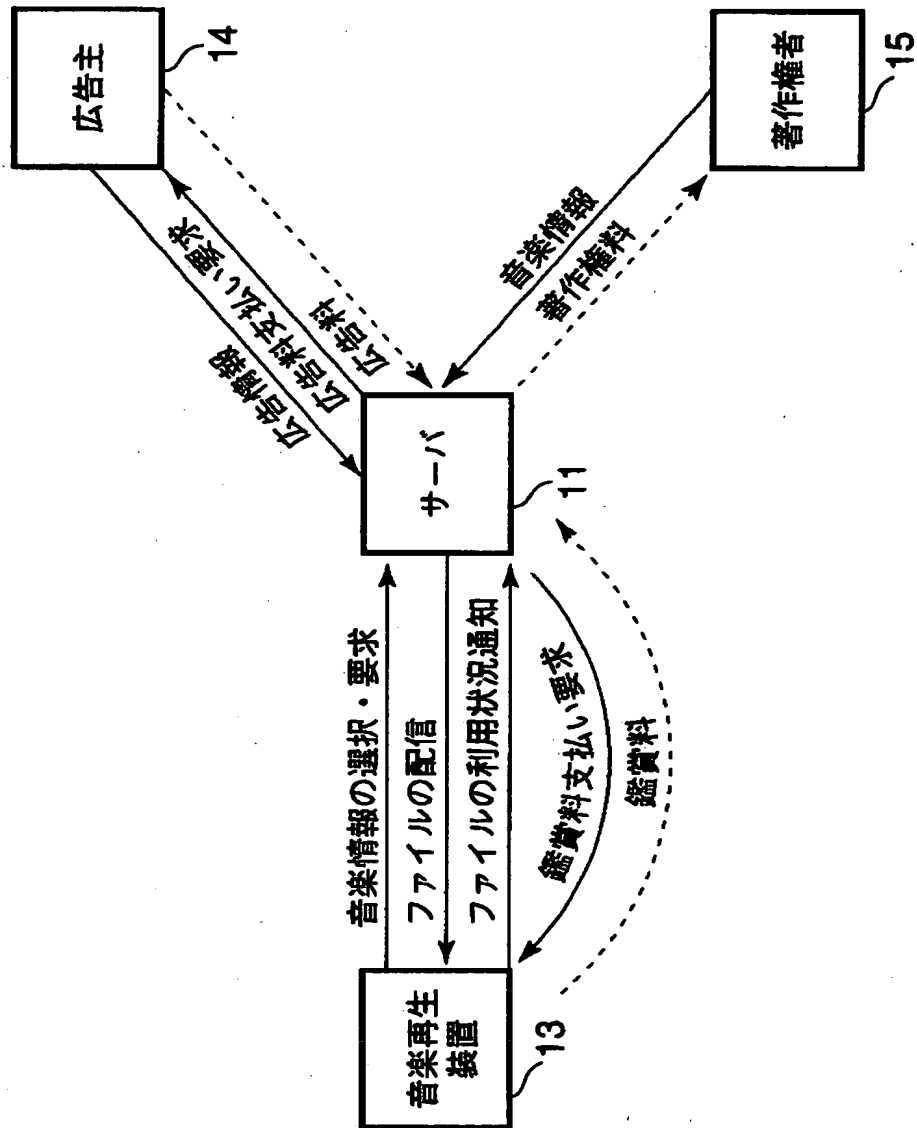 広告主
14
広告情報
広告料支払い要求
広告料
音楽情報
著作権料
著作権者
15
サーバ
11
音楽情報の選択・要求
ファイルの配信
ファイルの利用状況通知
鑑賞料支払い要求
鑑賞料
音楽再生
装置
13